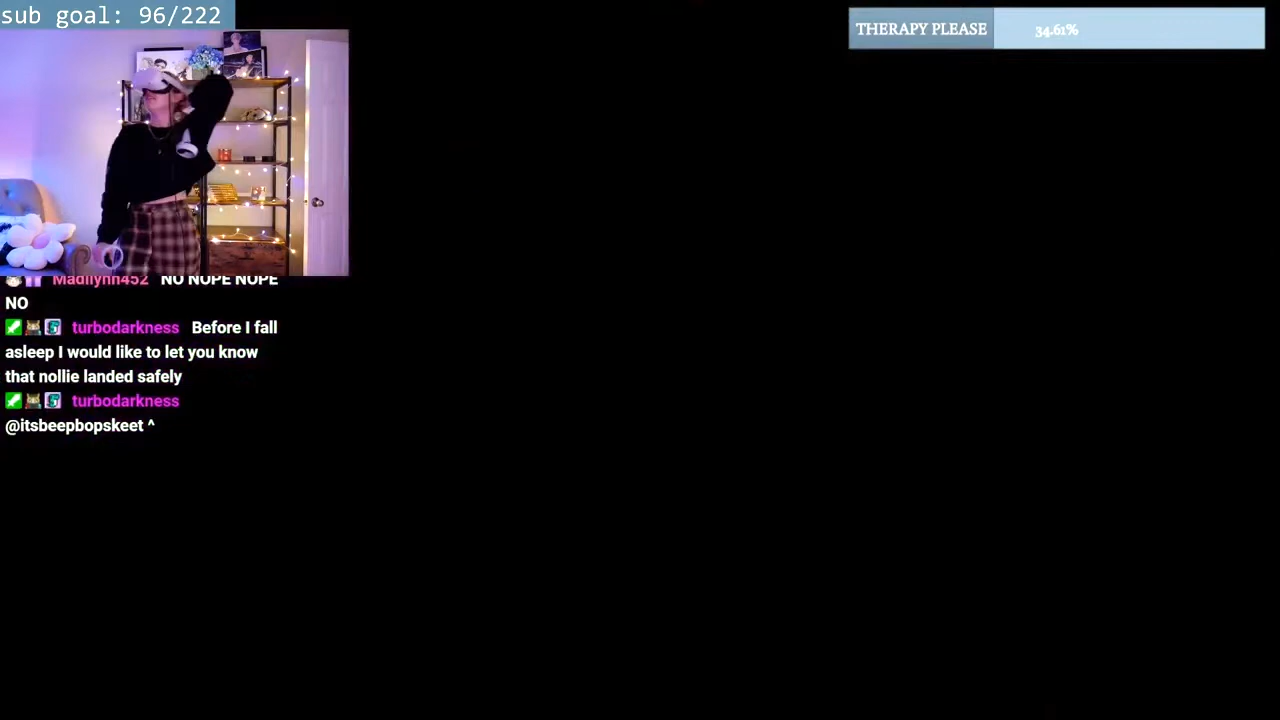 sub goal: 96/222
THERAPY PLEASE 34.61%
Madilynn452 NO NOPE NOPE
NO
turbodarkness Before I fall
asleep I would like to let you know
that nollie landed safely
turbodarkness
@itsbeepbopskeet ^